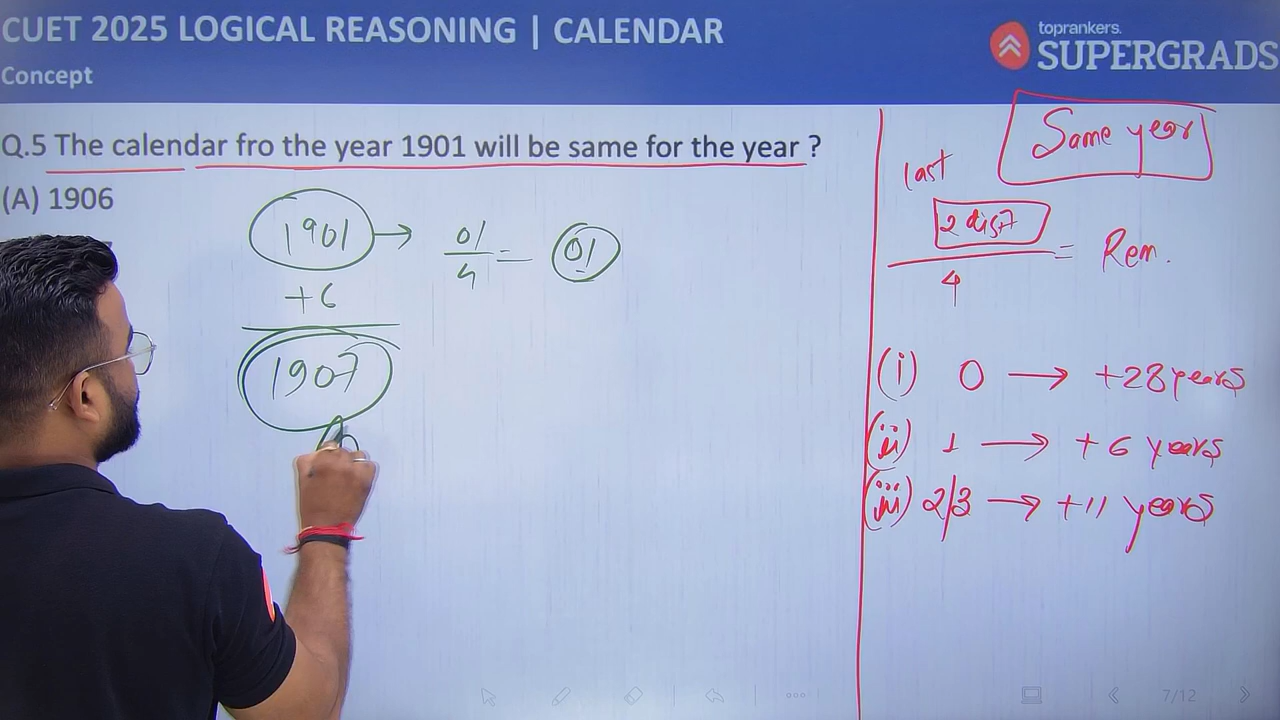 CUET 2025 LOGICAL REASONING | CALENDAR
Concept
toprankers.
SUPERGRADS
Q.5 The calendar fro the year 1901 will be same for the year ?
(A) 1906
1901 → 01/4 = 01
+6
1907
Same year
last
2 digit
/4 = Rem.
(i) 0 → +28 years
(ii) 1 → +6 years
(iii) 2/3 → +11 years
7/12